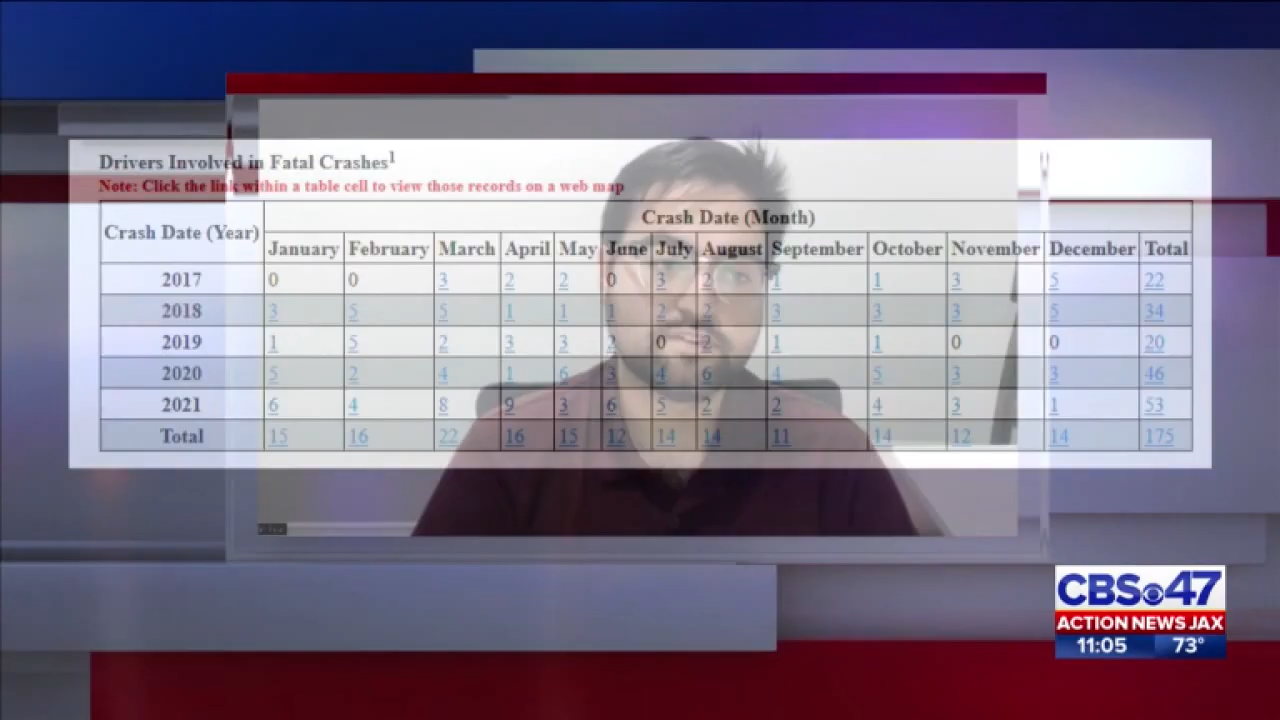 Drivers Involved in Fatal Crashes1
Note: Click the link within a table cell to view those records on a web map
Crash Date (Year) Crash Date (Month)
January February March April May June July August September October November December Total
2017 0 0 3 2 2 0 3 2 1 1 3 5 22
2018 3 5 5 1 1 1 2 2 3 3 3 5 34
2019 1 5 2 3 3 2 0 2 1 1 0 0 20
2020 5 2 4 1 6 3 4 6 4 5 3 3 46
2021 6 4 8 9 3 6 5 2 2 4 3 1 53
Total 15 16 22 16 15 12 14 14 11 14 12 14 175
CBS 47
ACTION NEWS JAX
11:05 73°